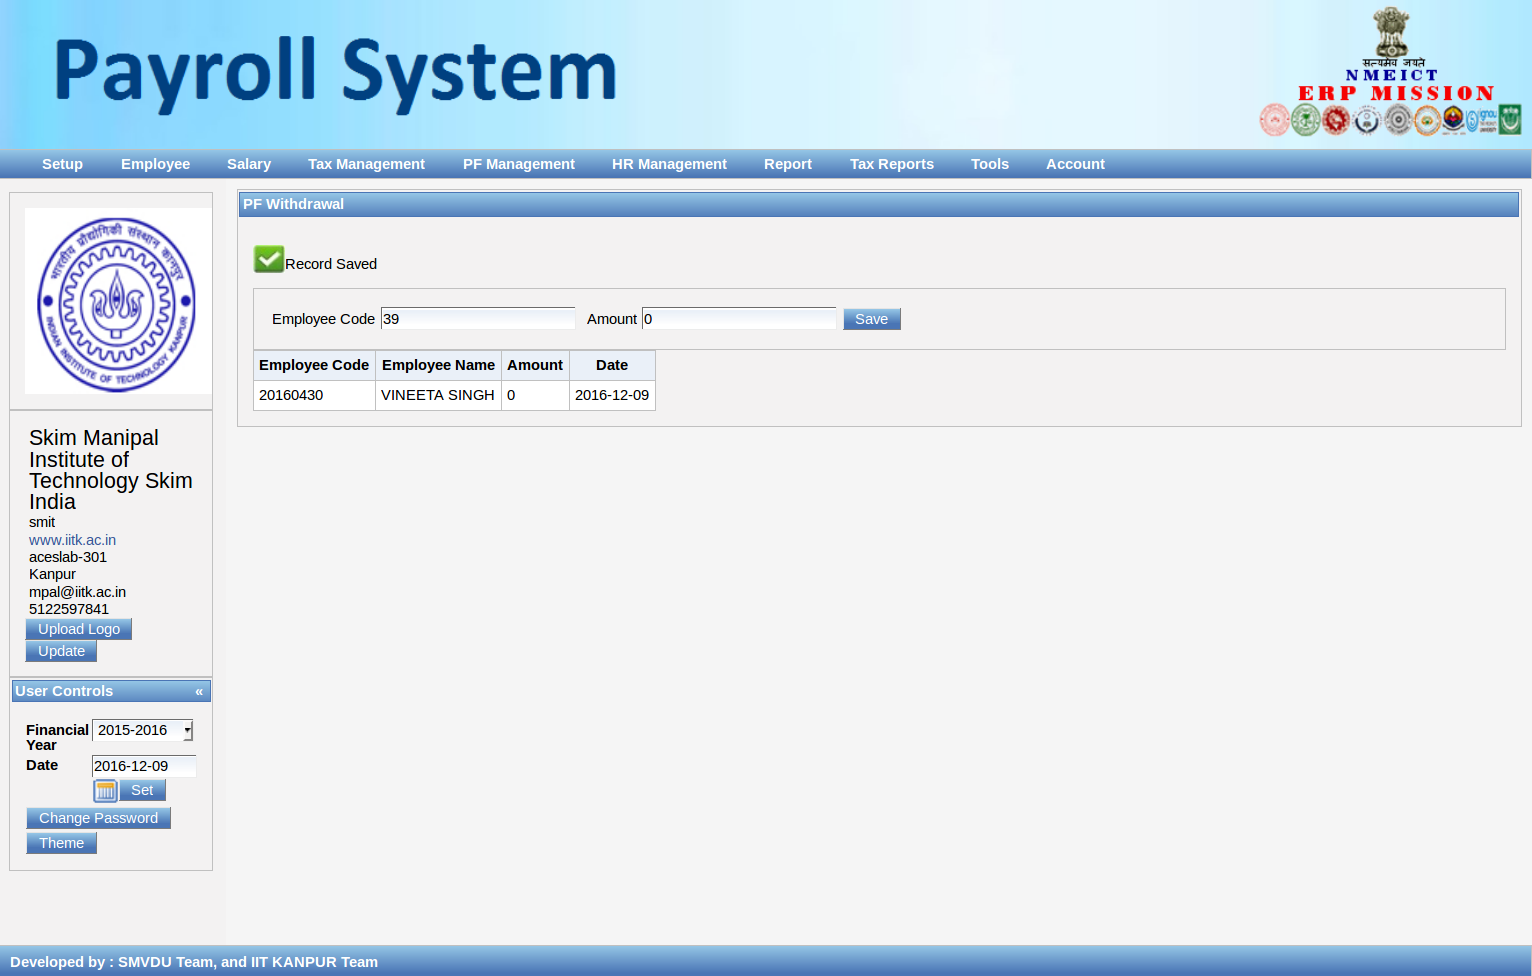 Payroll System
सत्यमेव जयते
NMEICT
ERP MISSION
Setup Employee Salary Tax Management PF Management HR Management Report Tax Reports Tools Account
भारतीय प्रौद्योगिकी संस्थान कानपुर
INDIAN INSTITUTE OF TECHNOLOGY KANPUR
Skim Manipal
Institute of
Technology Skim
India
smit
www.iitk.ac.in
aceslab-301
Kanpur
mpal@iitk.ac.in
5122597841
Upload Logo
Update
User Controls «
Financial Year 2015-2016
Date 2016-12-09
Set
Change Password
Theme
PF Withdrawal
Record Saved
Employee Code 39 Amount 0 Save
Employee Code Employee Name Amount Date
20160430 VINEETA SINGH 0 2016-12-09
Developed by : SMVDU Team, and IIT KANPUR Team